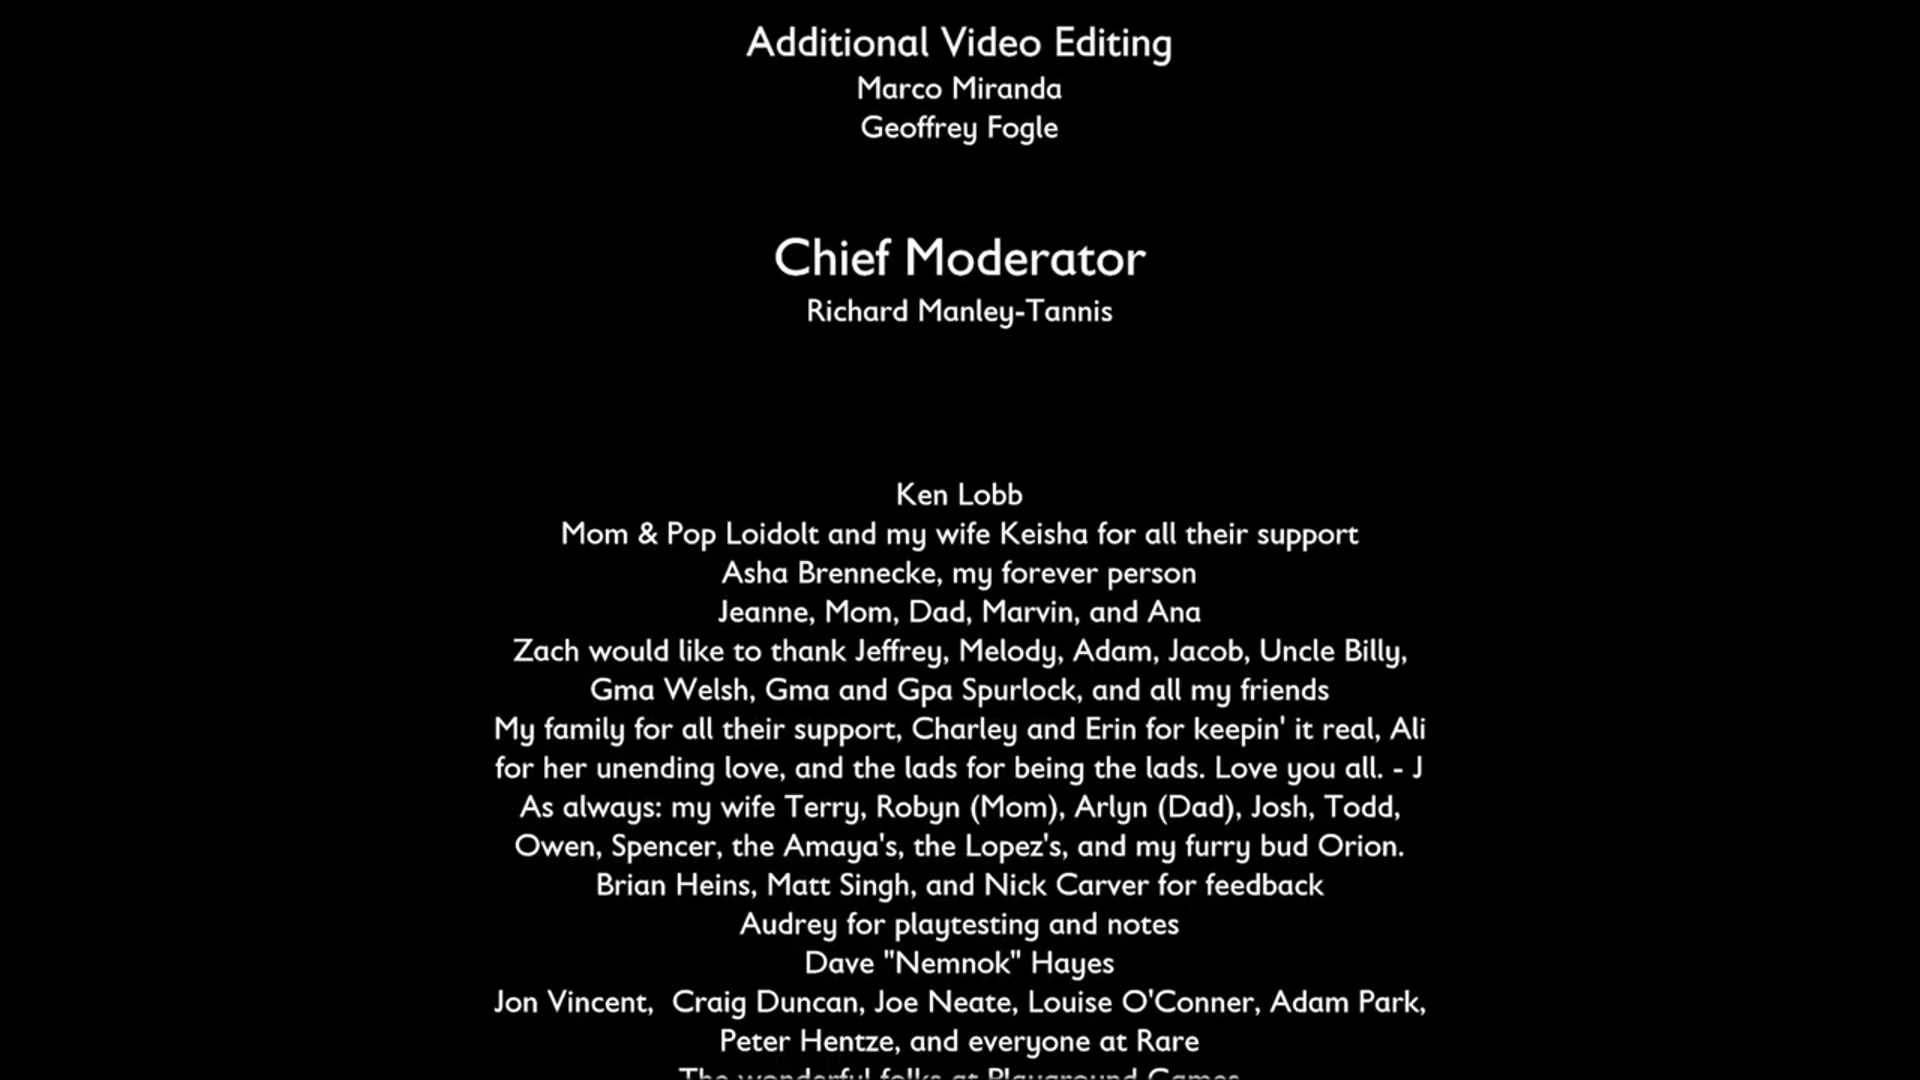 Additional Video Editing
Marco Miranda
Geoffrey Fogle
Chief Moderator
Richard Manley-Tannis
Ken Lobb
Mom & Pop Loidolt and my wife Keisha for all their support
Asha Brennecke, my forever person
Jeanne, Mom, Dad, Marvin, and Ana
Zach would like to thank Jeffrey, Melody, Adam, Jacob, Uncle Billy,
Gma Welsh, Gma and Gpa Spurlock, and all my friends
My family for all their support, Charley and Erin for keepin' it real, Ali
for her unending love, and the lads for being the lads. Love you all. - J
As always: my wife Terry, Robyn (Mom), Arlyn (Dad), Josh, Todd,
Owen, Spencer, the Amaya's, the Lopez's, and my furry bud Orion.
Brian Heins, Matt Singh, and Nick Carver for feedback
Audrey for playtesting and notes
Dave "Nemnok" Hayes
Jon Vincent,  Craig Duncan, Joe Neate, Louise O'Conner, Adam Park,
Peter Hentze, and everyone at Rare
The wonderful folks at Playground Games